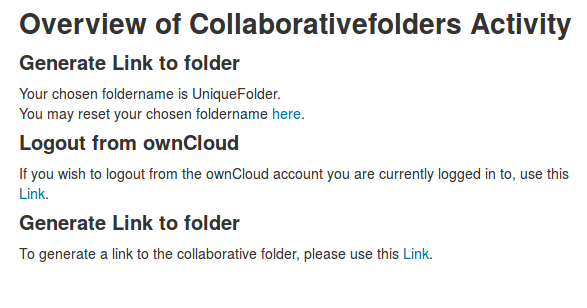 Overview of Collaborativefolders Activity
Generate Link to folder
Your chosen foldername is UniqueFolder.
You may reset your chosen foldername here.
Logout from ownCloud
If you wish to logout from the ownCloud account you are currently logged in to, use this
Link.
Generate Link to folder
To generate a link to the collaborative folder, please use this Link.